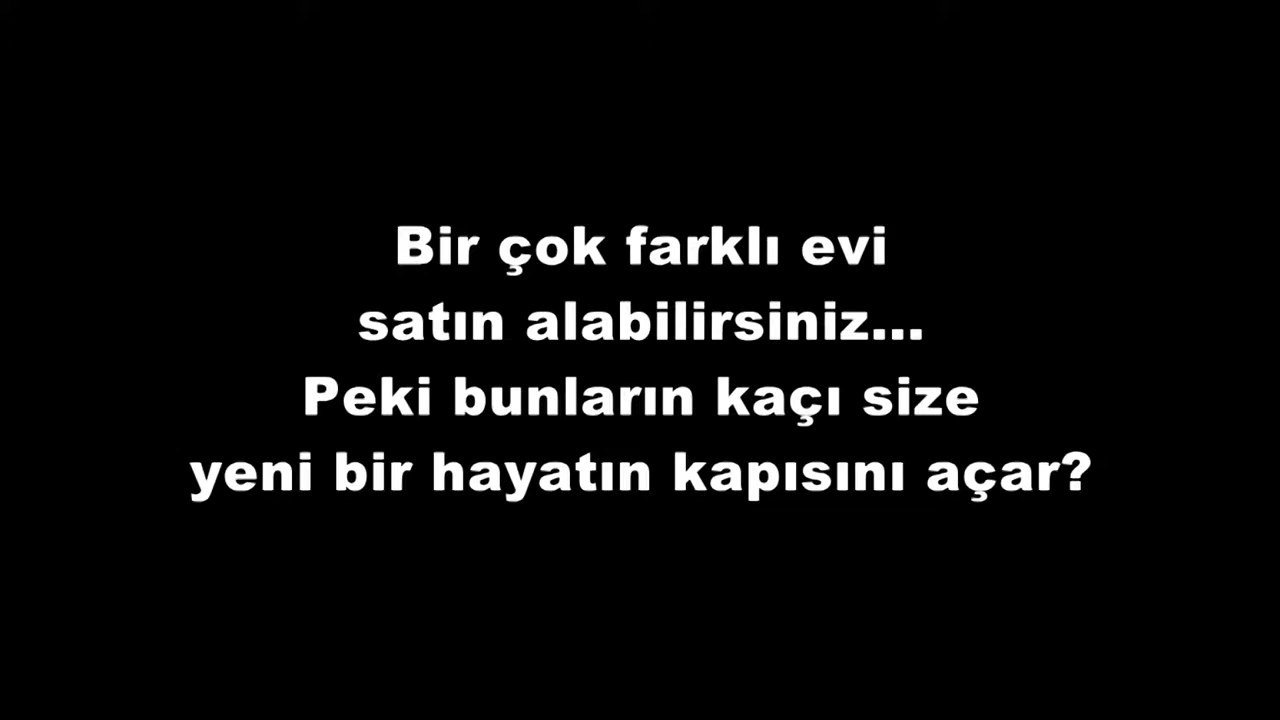 Bir çok farklı evi
satın alabilirsiniz...
Peki bunların kaçı size
yeni bir hayatın kapısını açar?